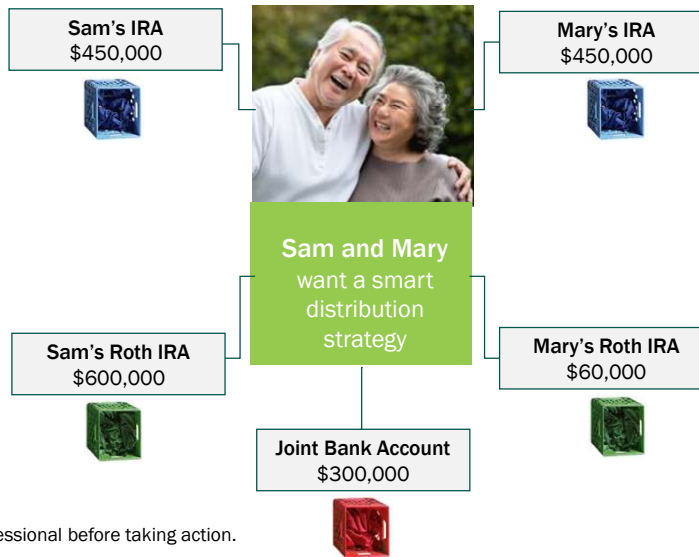 Sam's IRA
$450,000
Mary's IRA
$450,000
Sam and Mary
want a smart
distribution
strategy
Sam's Roth IRA
$600,000
Mary's Roth IRA
$60,000
Joint Bank Account
$300,000
before taking action.